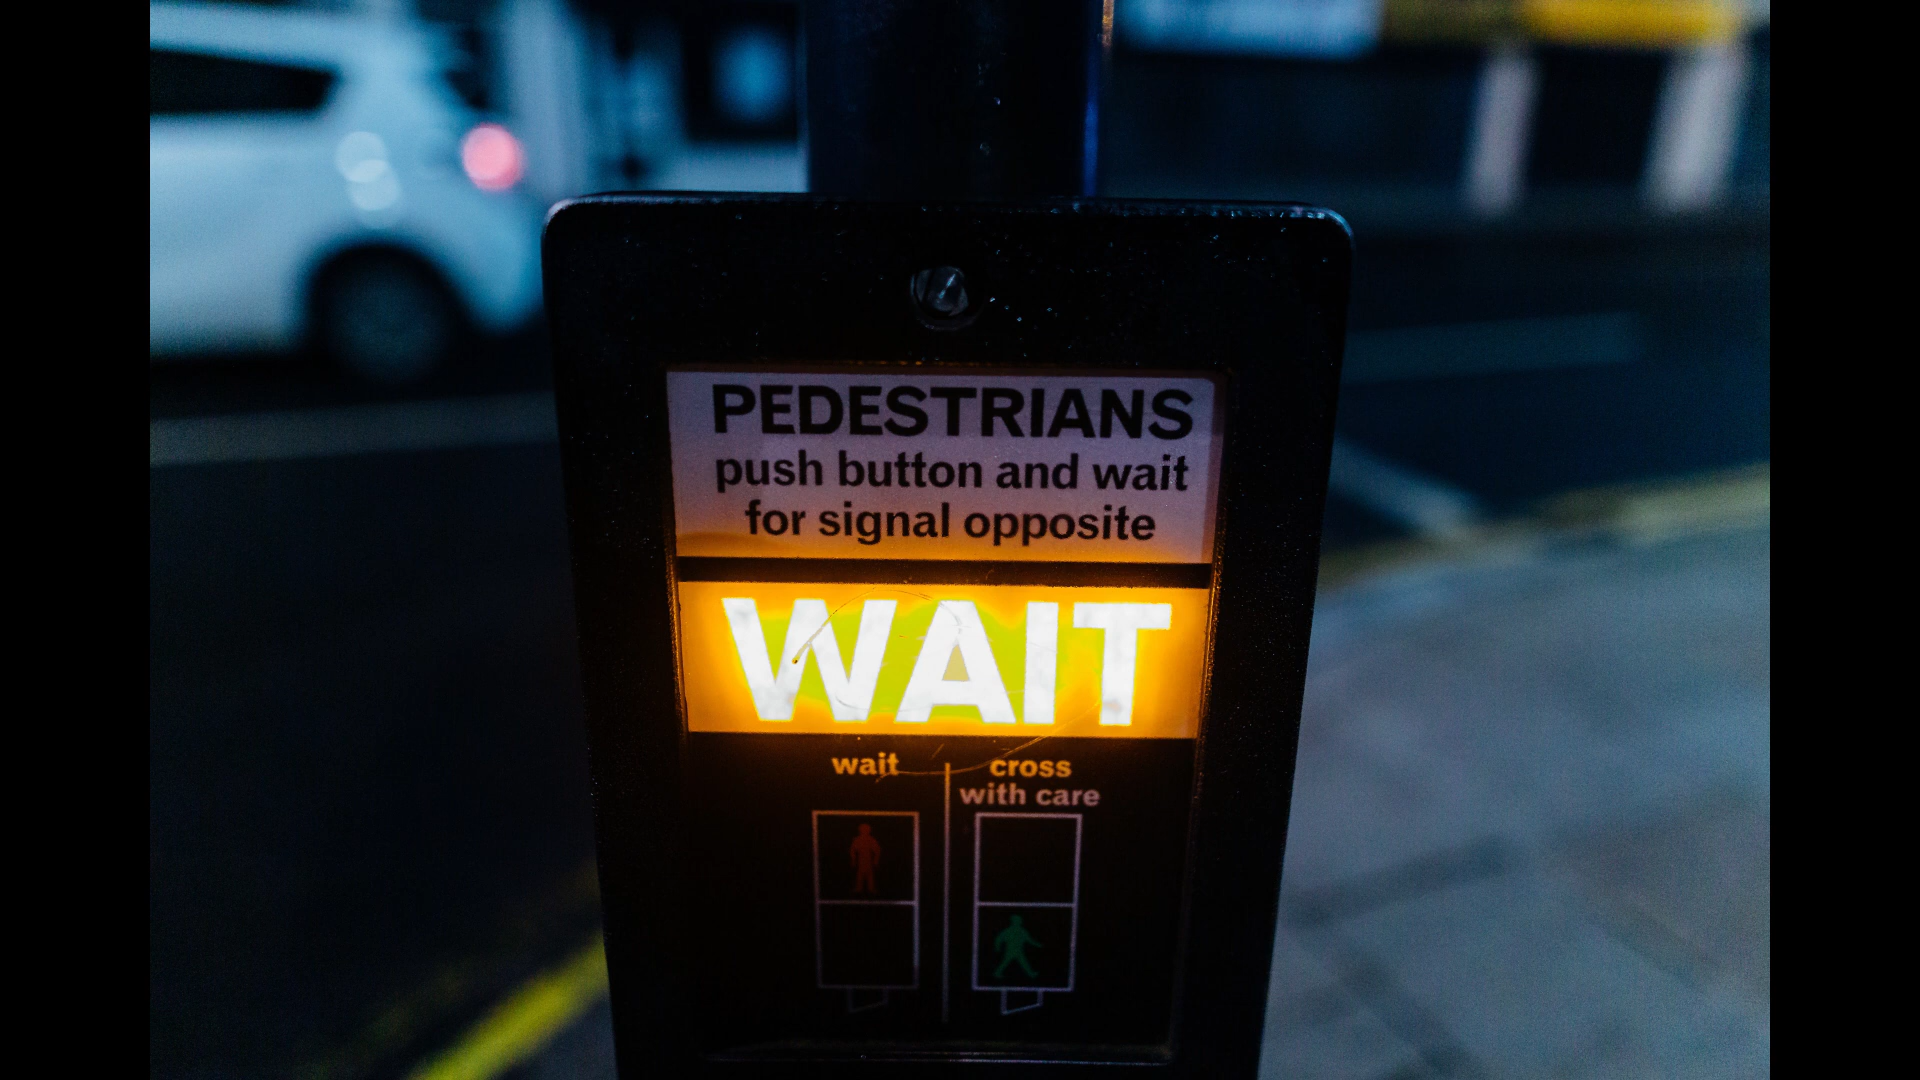 PEDESTRIANS
push button and wait
for signal opposite
WAIT
wait
cross
with care